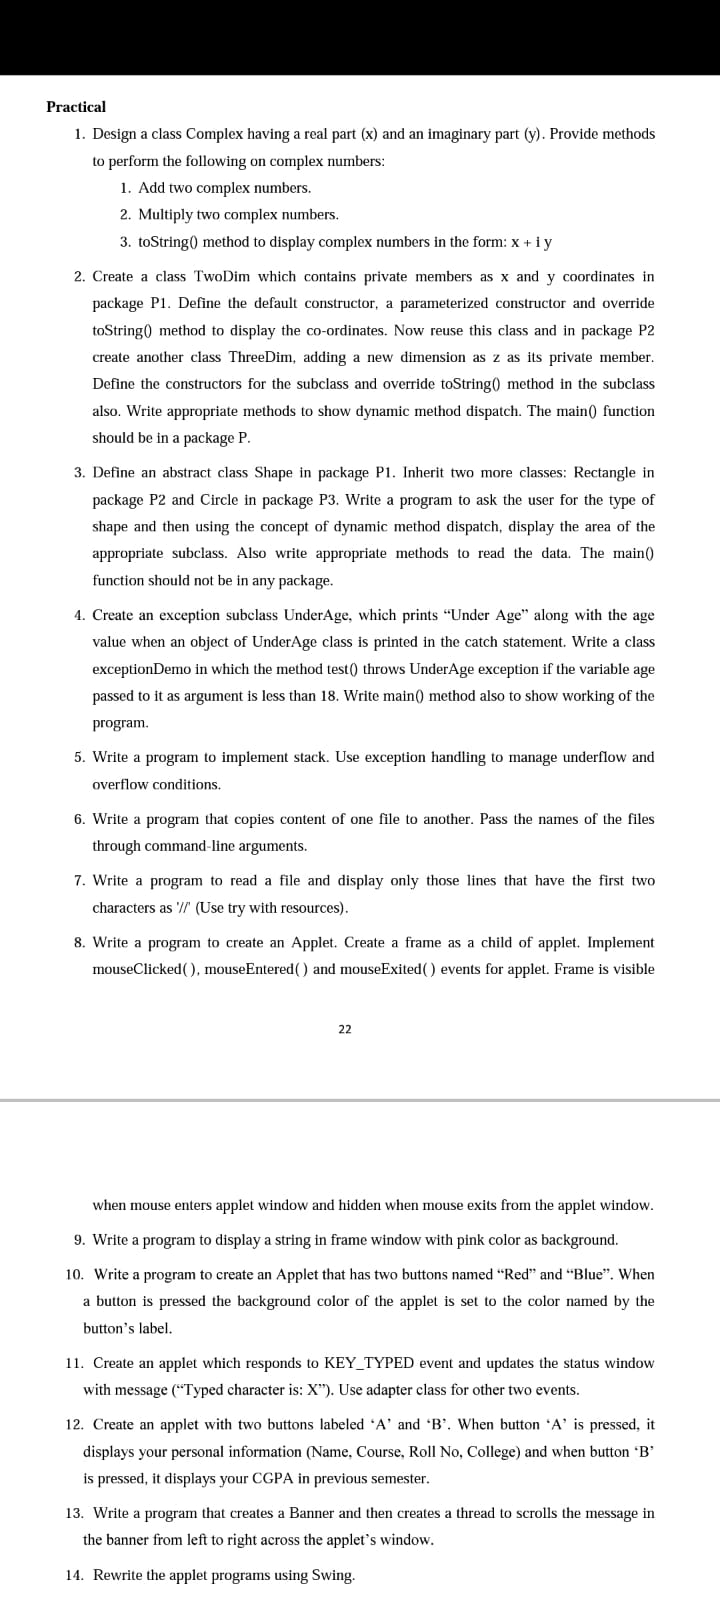 Practical
1. Design a class Complex having a real part (x) and an imaginary part (y). Provide methods
to perform the following on complex numbers:
1. Add two complex numbers.
2. Multiply two complex numbers.
3. toString() method to display complex numbers in the form: x + i y
2. Create a class TwoDim which contains private members as x and y coordinates in
package P1. Define the default constructor, a parameterized constructor and override
toString() method to display the co-ordinates. Now reuse this class and in package P2
create another class ThreeDim, adding a new dimension as z as its private member.
Define the constructors for the subclass and override toString() method in the subclass
also. Write appropriate methods to show dynamic method dispatch. The main() function
should be in a package P.
3. Define an abstract class Shape in package P1. Inherit two more classes: Rectangle in
package P2 and Circle in package P3. Write a program to ask the user for the type of
shape and then using the concept of dynamic method dispatch, display the area of the
appropriate subclass. Also write appropriate methods to read the data. The main()
function should not be in any package.
4. Create an exception subclass UnderAge, which prints “Under Age” along with the age
value when an object of UnderAge class is printed in the catch statement. Write a class
exceptionDemo in which the method test() throws UnderAge exception if the variable age
passed to it as argument is less than 18. Write main() method also to show working of the
program.
5. Write a program to implement stack. Use exception handling to manage underflow and
overflow conditions.
6. Write a program that copies content of one file to another. Pass the names of the files
through command-line arguments.
7. Write a program to read a file and display only those lines that have the first two
characters as '//' (Use try with resources).
8. Write a program to create an Applet. Create a frame as a child of applet. Implement
mouseClicked( ), mouseEntered( ) and mouseExited( ) events for applet. Frame is visible
22
when mouse enters applet window and hidden when mouse exits from the applet window.
9. Write a program to display a string in frame window with pink color as background.
10. Write a program to create an Applet that has two buttons named “Red” and “Blue”. When
a button is pressed the background color of the applet is set to the color named by the
button’s label.
11. Create an applet which responds to KEY_TYPED event and updates the status window
with message (“Typed character is: X”). Use adapter class for other two events.
12. Create an applet with two buttons labeled ‘A’ and ‘B’. When button ‘A’ is pressed, it
displays your personal information (Name, Course, Roll No, College) and when button ‘B’
is pressed, it displays your CGPA in previous semester.
13. Write a program that creates a Banner and then creates a thread to scrolls the message in
the banner from left to right across the applet’s window.
14. Rewrite the applet programs using Swing.